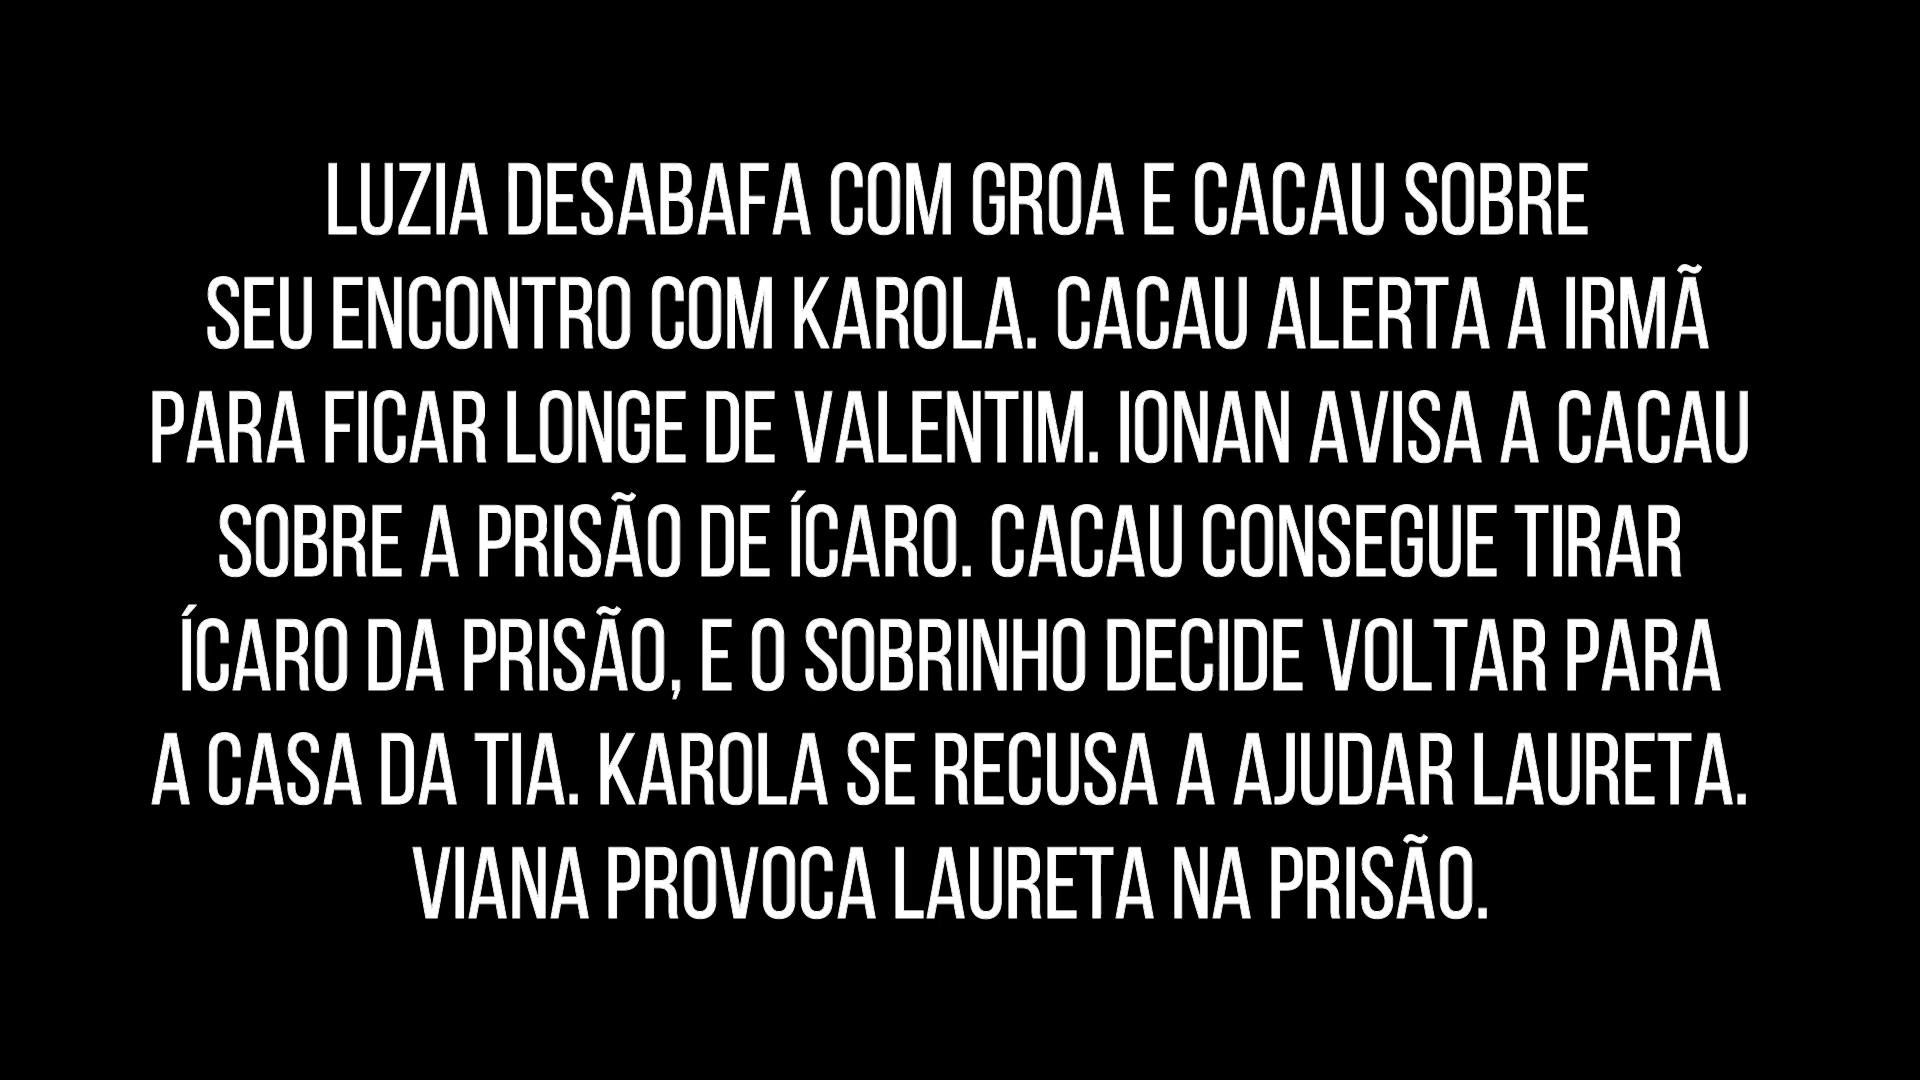 LUZIA DESABAFA COM GROA E CACAU SOBRE
SEU ENCONTRO COM KAROLA. CACAU ALERTA A IRMÃ
PARA FICAR LONGE DE VALENTIM. IONAN AVISA A CACAU
SOBRE A PRISÃO DE ÍCARO. CACAU CONSEGUE TIRAR
ÍCARO DA PRISÃO, E O SOBRINHO DECIDE VOLTAR PARA
A CASA DA TIA. KAROLA SE RECUSA A AJUDAR LAURETA.
VIANA PROVOCA LAURETA NA PRISÃO.